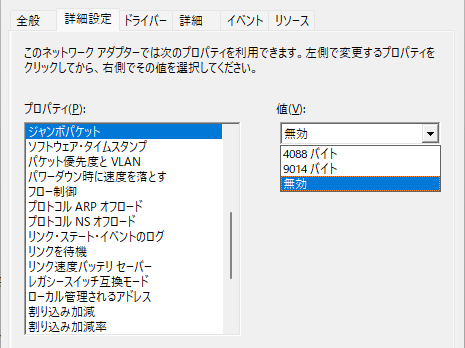 全般 詳細設定 ドライバー 詳細 イベント リソース
このネットワーク アダプターでは次のプロパティを利用できます。左側で変更するプロパティを
クリックしてから、右側でその値を選択してください。
プロパティ(P): 値(V):
ジャンボパケット 無効
ソフトウェア・タイムスタンプ 4088 バイト
パケット優先度と VLAN 9014 バイト
パワーダウン時に速度を落とす 無効
フロー制御
プロトコル ARP オフロード
プロトコル NS オフロード
リンク・ステート・イベントのログ
リンクを待機
リンク速度バッテリ セーバー
レガシースイッチ互換モード
ローカル管理されるアドレス
割り込み加減
割り込み加減率